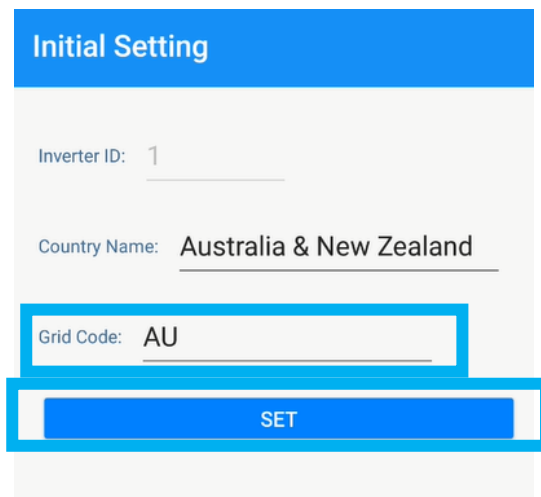 Initial Setting
Inverter ID: 1
Country Name: Australia & New Zealand
Grid Code: AU
SET